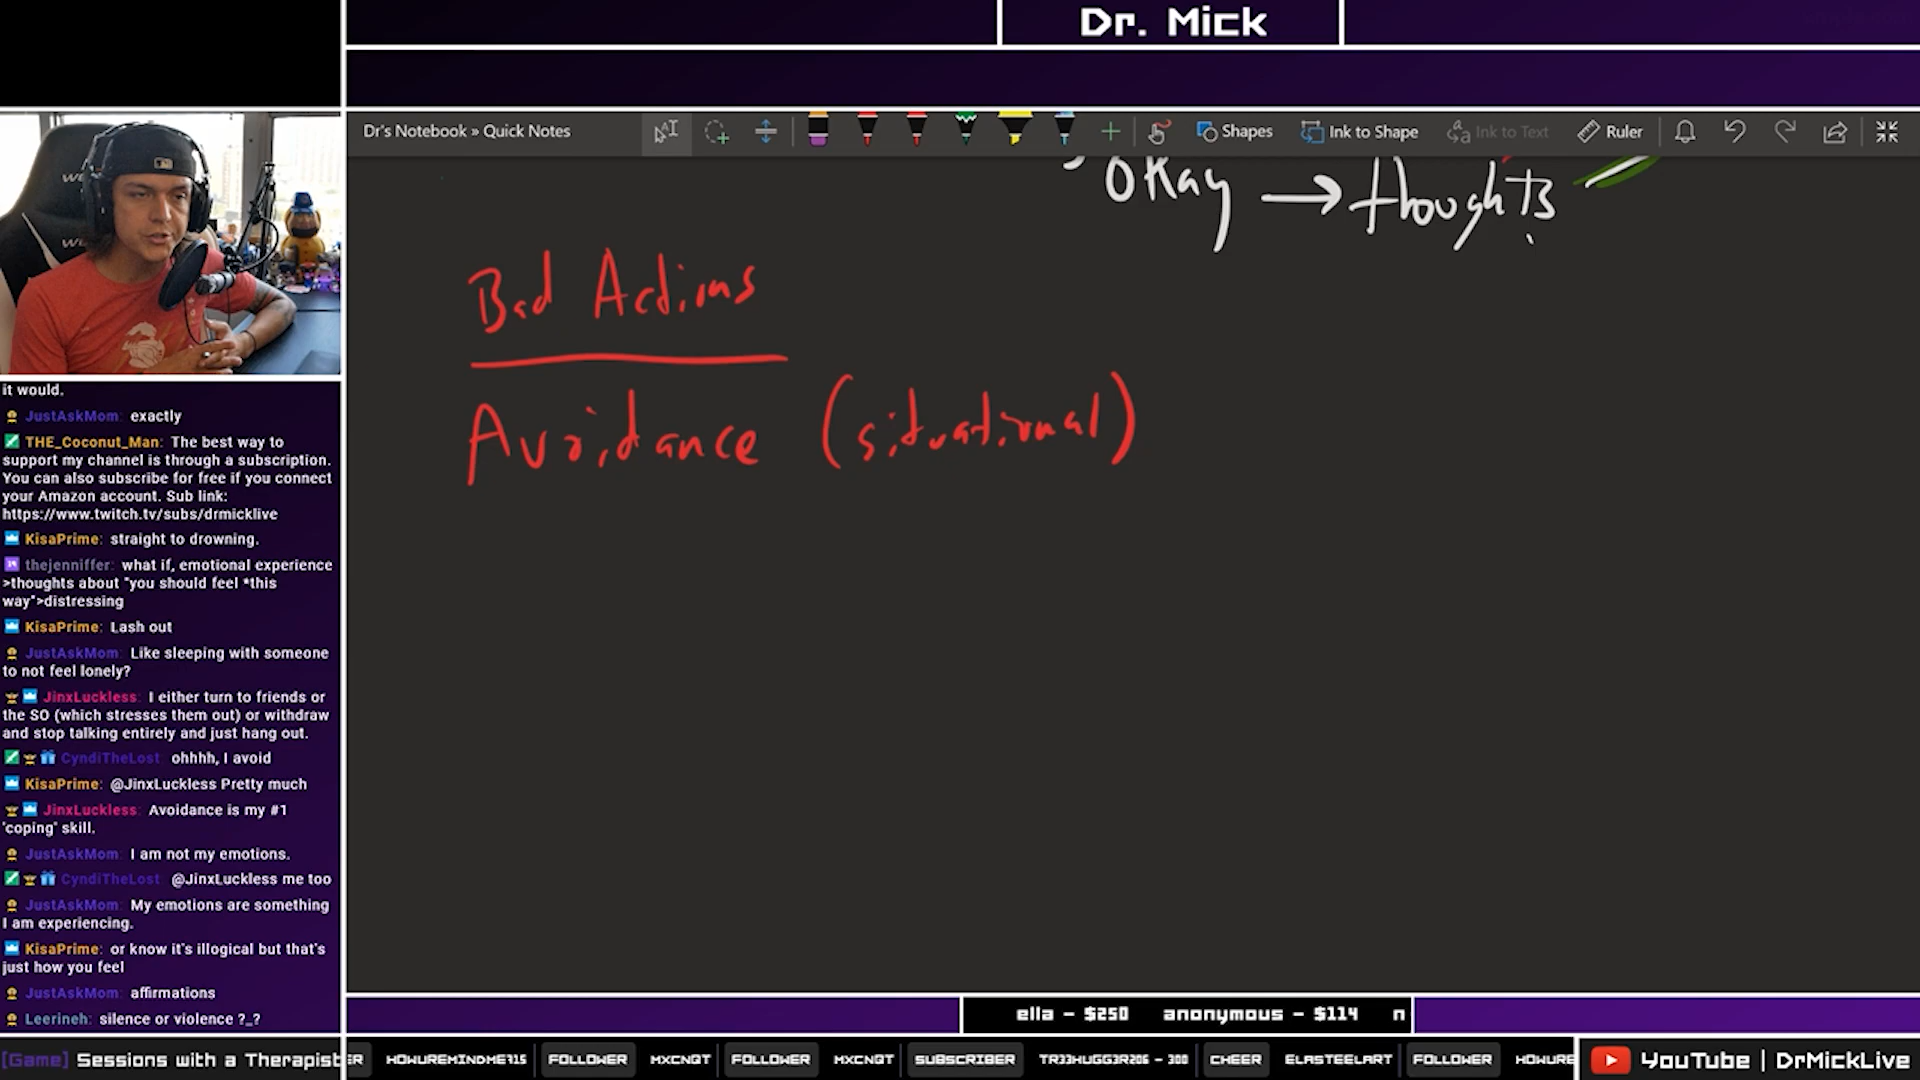 Dr. Mick
Dr's Notebook » Quick Notes
Shapes
Ink to Shape
Ink to Text
Ruler
Okay → thoughts
Bad Actions
Avoidance (situational)
it would.
JustAskMom: exactly
THE_Coconut_Man: The best way to
support my channel is through a subscription.
You can also subscribe for free if you connect
your Amazon account. Sub link:
https://www.twitch.tv/subs/drmicklive
KisaPrime: straight to drowning.
thejenniffer: what if, emotional experience
>thoughts about "you should feel *this
way">distressing
KisaPrime: Lash out
JustAskMom: Like sleeping with someone
to not feel lonely?
JinxLuckless: I either turn to friends or
the SO (which stresses them out) or withdraw
and stop talking entirely and just hang out.
CyndiTheLost: ohhhh, I avoid
KisaPrime: @JinxLuckless Pretty much
JinxLuckless: Avoidance is my #1
'coping" skill.
JustAskMom: I am not my emotions.
CyndiTheLost: @JinxLuckless me too
JustAskMom: My emotions are something
I am experiencing.
KisaPrime: or know it's illogical but that's
just how you feel
JustAskMom: affirmations
Leerineh: silence or violence ?_?
ella - $250 anonymous - $114 n
[Game] Sessions with a Therapist
ER HOWUREMINDME715 FOLLOWER MXCNQT FOLLOWER MXCNQT SUBSCRIBER TR33HUGG3R206 - 300 CHEER ELASTEELART FOLLOWER HOWURE
YouTube | DrMickLive